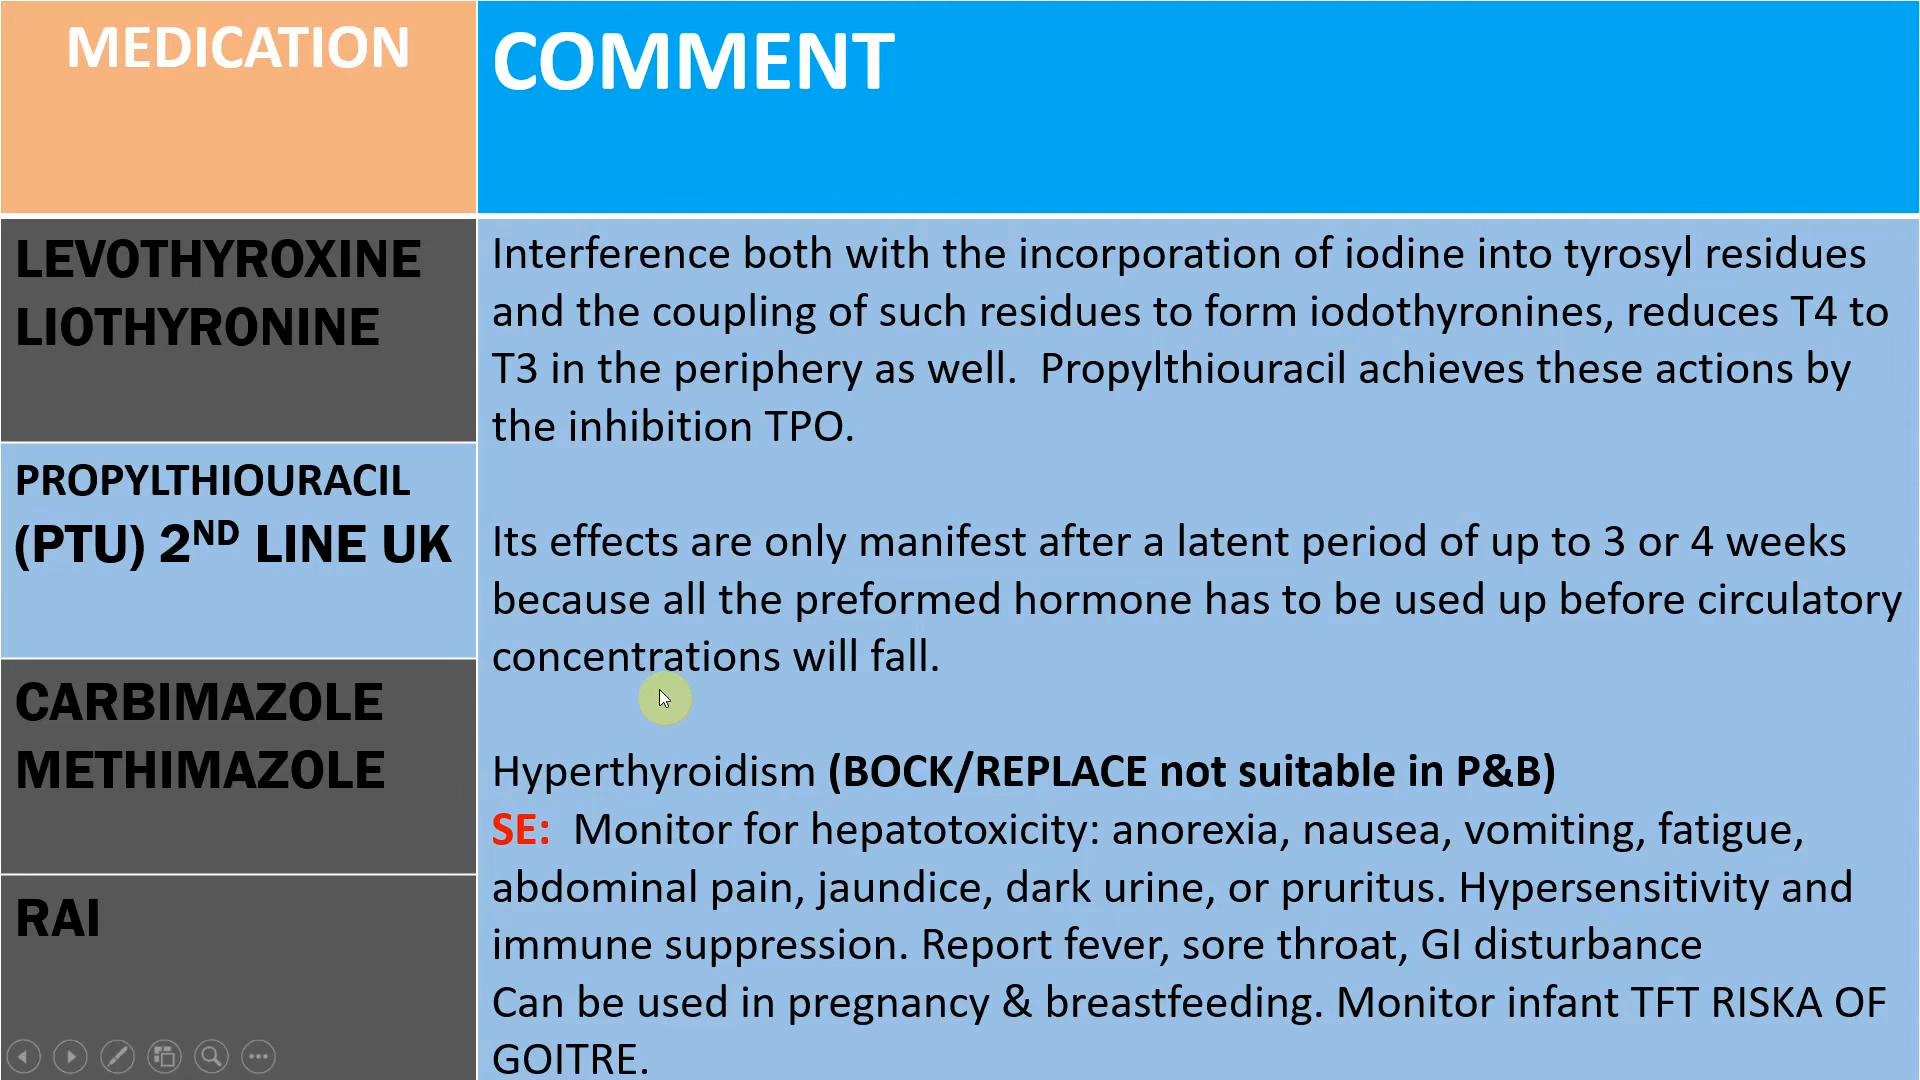 MEDICATION
COMMENT
LEVOTHYROXINE
LIOTHYRONINE
PROPYLTHIOURACIL
(PTU) 2ND LINE UK
CARBIMAZOLE
METHIMAZOLE
RAI
Interference both with the incorporation of iodine into tyrosyl residues
and the coupling of such residues to form iodothyronines, reduces T4 to
T3 in the periphery as well.  Propylthiouracil achieves these actions by
the inhibition TPO.
Its effects are only manifest after a latent period of up to 3 or 4 weeks
because all the preformed hormone has to be used up before circulatory
concentrations will fall.
Hyperthyroidism (BOCK/REPLACE not suitable in P&B)
SE:  Monitor for hepatotoxicity: anorexia, nausea, vomiting, fatigue,
abdominal pain, jaundice, dark urine, or pruritus. Hypersensitivity and
immune suppression. Report fever, sore throat, GI disturbance
Can be used in pregnancy & breastfeeding. Monitor infant TFT RISKA OF
GOITRE.